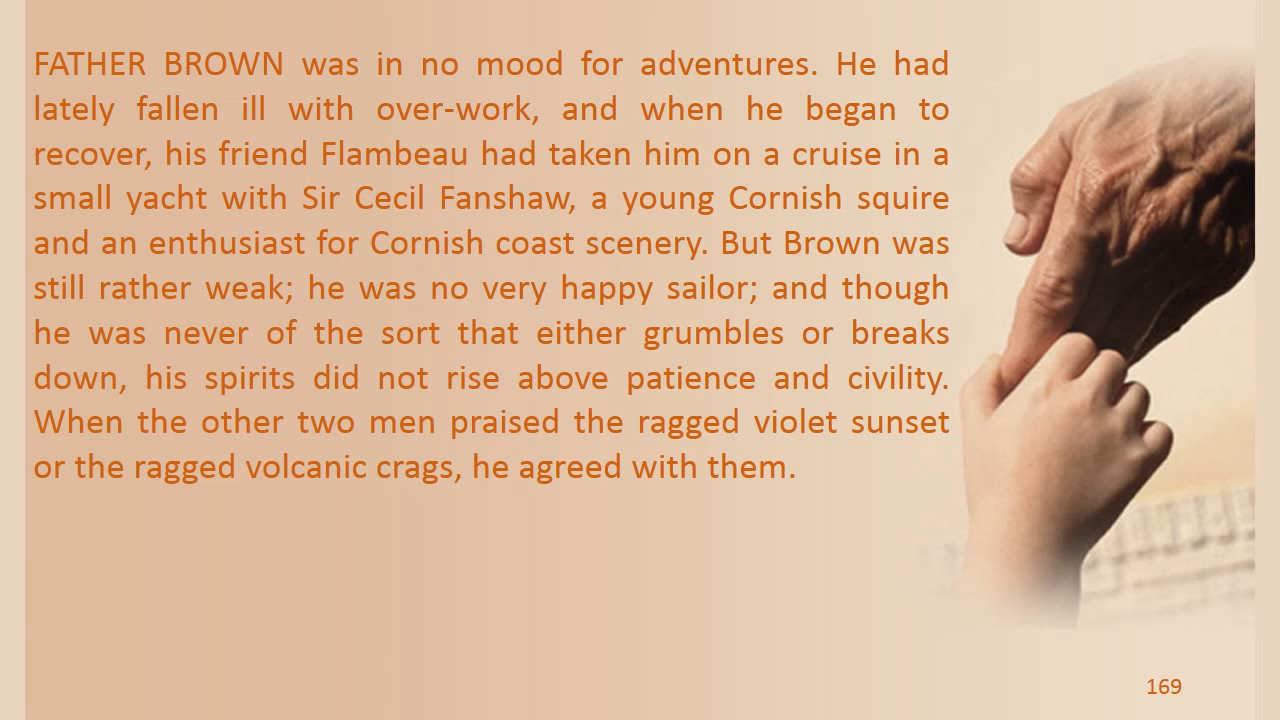 FATHER BROWN was in no mood for adventures. He had
lately fallen ill with over-work, and when he began to
recover, his friend Flambeau had taken him on a cruise in a
small yacht with Sir Cecil Fanshaw, a young Cornish squire
and an enthusiast for Cornish coast scenery. But Brown was
still rather weak; he was no very happy sailor; and though
he was never of the sort that either grumbles or breaks
down, his spirits did not rise above patience and civility.
When the other two men praised the ragged violet sunset
or the ragged volcanic crags, he agreed with them.
169